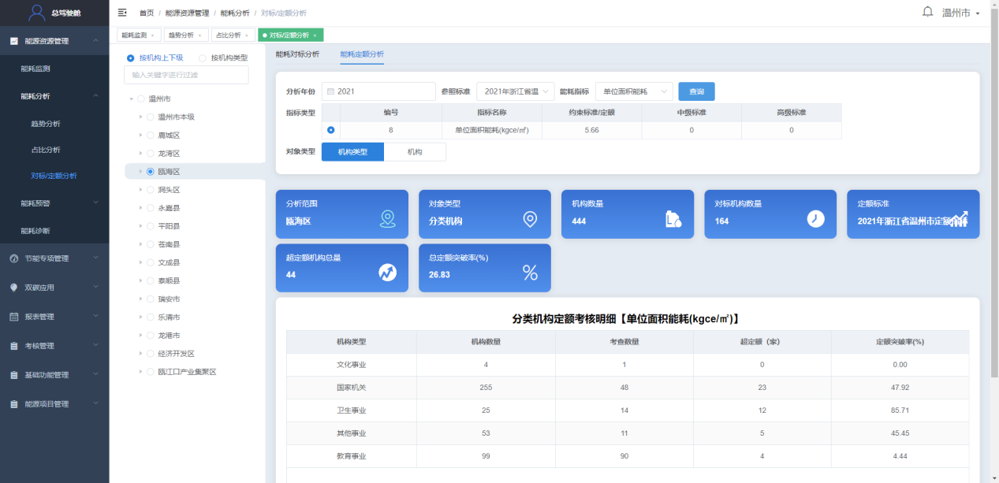 总驾驶舱
首页 / 能源资源管理 / 能耗分析 / 对标/定额分析
温州市
能耗监测 × 趋势分析 × 占比分析 × 对标/定额分析 ×
能源资源管理
能耗监测
能耗分析
趋势分析
占比分析
对标/定额分析
能耗预警
能耗诊断
节能专项管理
双碳应用
报表管理
考核管理
基础功能管理
能源项目管理
按机构上下级 按机构类型
输入关键字进行过滤
温州市
温州市本级
鹿城区
龙湾区
瓯海区
洞头区
永嘉县
平阳县
苍南县
文成县
泰顺县
瑞安市
乐清市
龙港市
经济开发区
瓯江口产业集聚区
能耗对标分析 能耗定额分析
分析年份 2021 参照标准 2021年浙江省温 能耗指标 单位面积能耗 查询
指标类型 编号 指标名称 约束标准/定额 中级标准 高级标准
8 单位面积能耗(kgce/㎡) 5.66 0 0
对象类型 机构类型 机构
分析范围
瓯海区
对象类型
分类机构
机构数量
444
对标机构数量
164
定额标准
2021年浙江省温州市定额
超定额机构总量
44
总定额突破率(%)
26.83
%
分类机构定额考核明细【单位面积能耗(kgce/㎡)】
机构类型 机构数量 考查数量 超定额（家） 定额突破率(%)
文化事业 4 1 0 0.00
国家机关 255 48 23 47.92
卫生事业 25 14 12 85.71
其他事业 53 11 5 45.45
教育事业 99 90 4 4.44